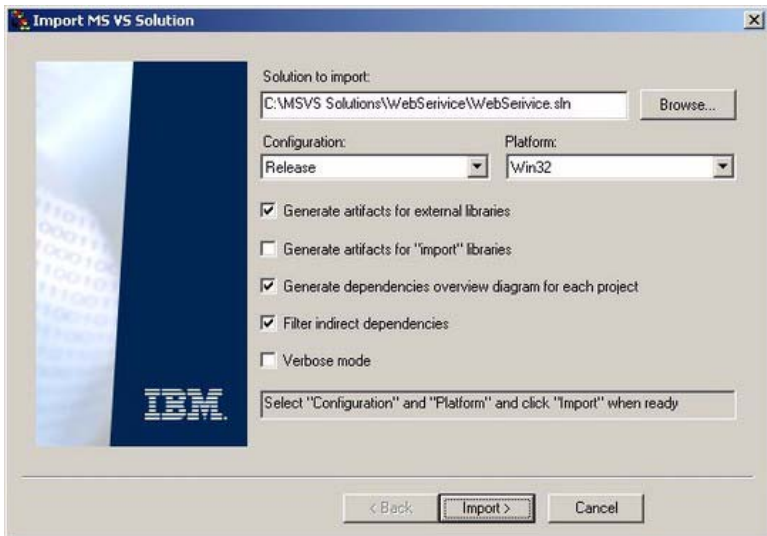 Import MS VS Solution
Solution to import:
C:\MSVS Solutions\WebSerivice\WebSerivice.sln
Browse...
Configuration:
Platform:
Release
Win32
Generate artifacts for external libraries
Generate artifacts for "import" libraries
Generate dependencies overview diagram for each project
Filter indirect dependencies
Verbose mode
IBM.
Select "Configuration" and "Platform" and click "Import" when ready
< Back
Import >
Cancel